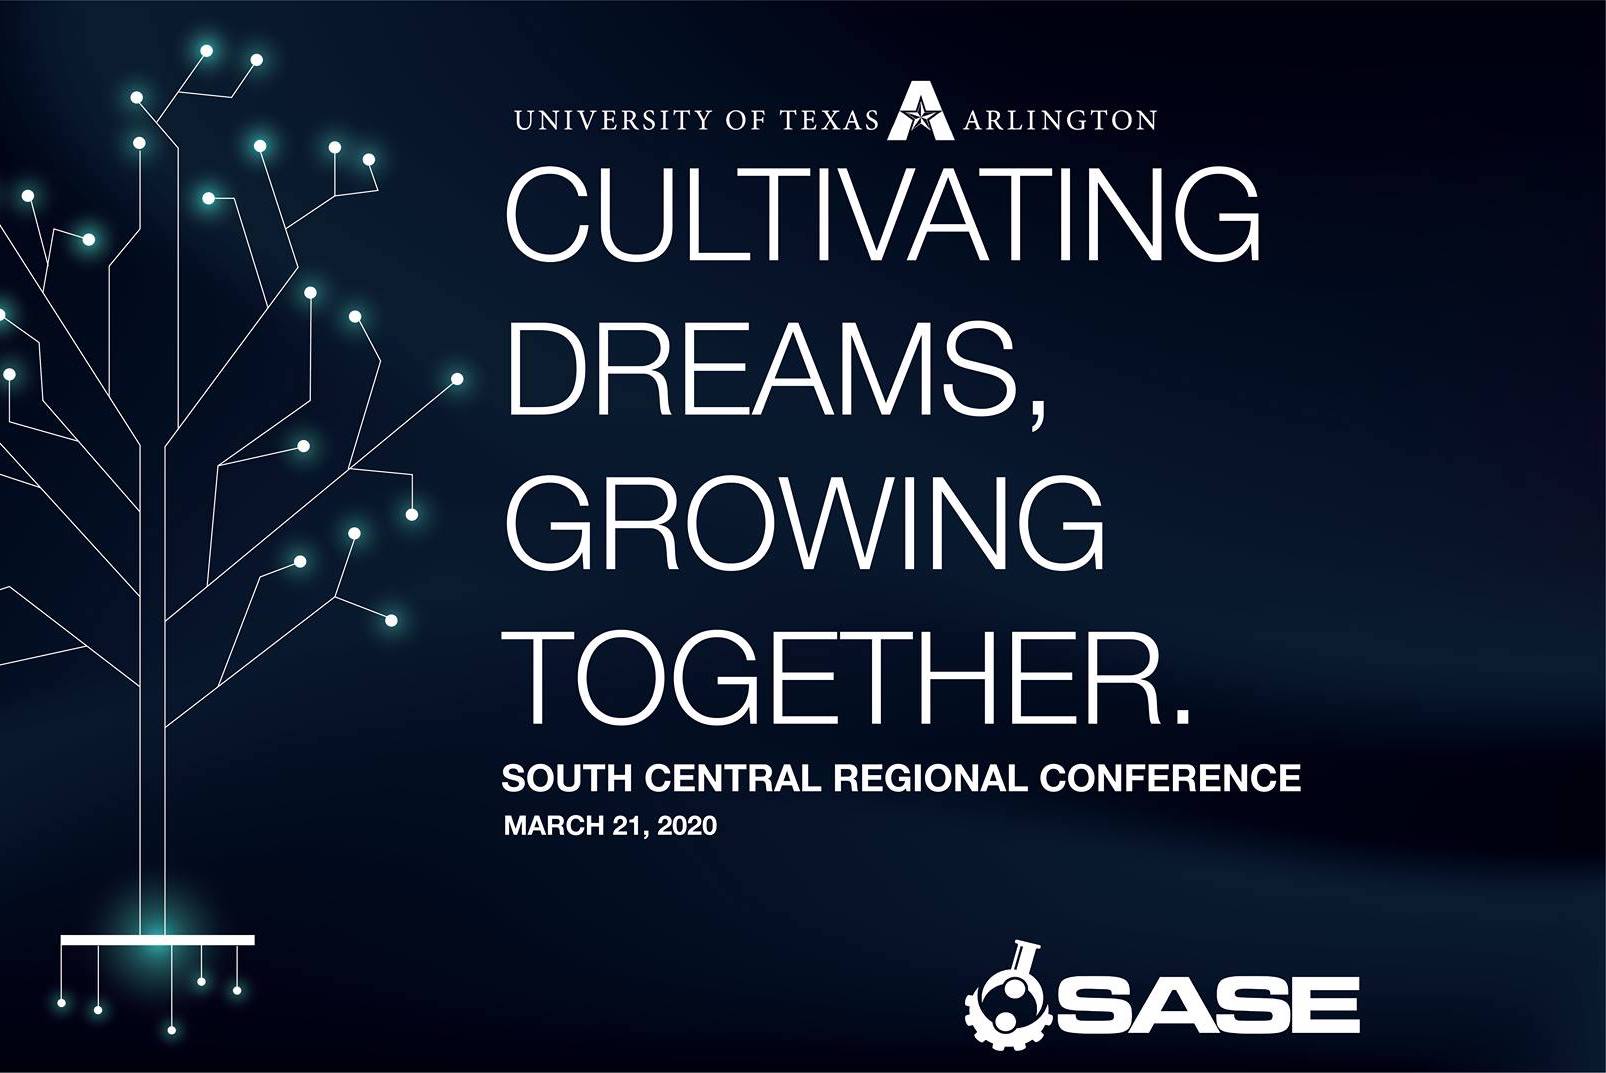 UNIVERSITY OF TEXAS A ARLINGTON
CULTIVATING
DREAMS,
GROWING
TOGETHER.
SOUTH CENTRAL REGIONAL CONFERENCE
MARCH 21, 2020
SASE